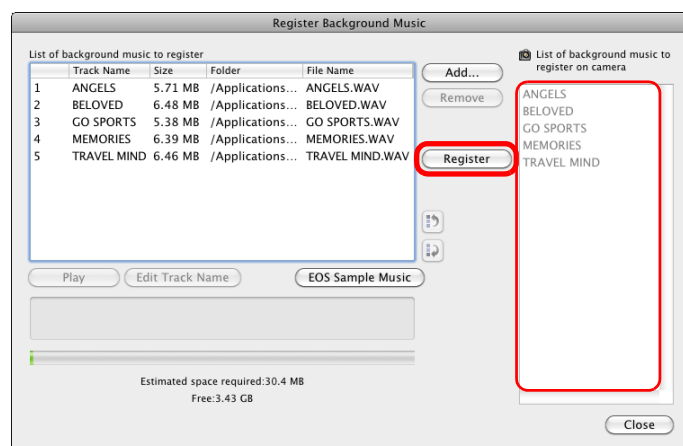 Register Background Music
List of background music to register
Track Name Size Folder File Name
1 ANGELS 5.71 MB /Applications... ANGELS.WAV
2 BELOVED 6.48 MB /Applications... BELOVED.WAV
3 GO SPORTS 5.38 MB /Applications... GO SPORTS.WAV
4 MEMORIES 6.39 MB /Applications... MEMORIES.WAV
5 TRAVEL MIND 6.46 MB /Applications... TRAVEL MIND.WAV
Add...
Remove
Register
List of background music to
register on camera
ANGELS
BELOVED
GO SPORTS
MEMORIES
TRAVEL MIND
Play
Edit Track Name
EOS Sample Music
Estimated space required:30.4 MB
Free:3.43 GB
Close